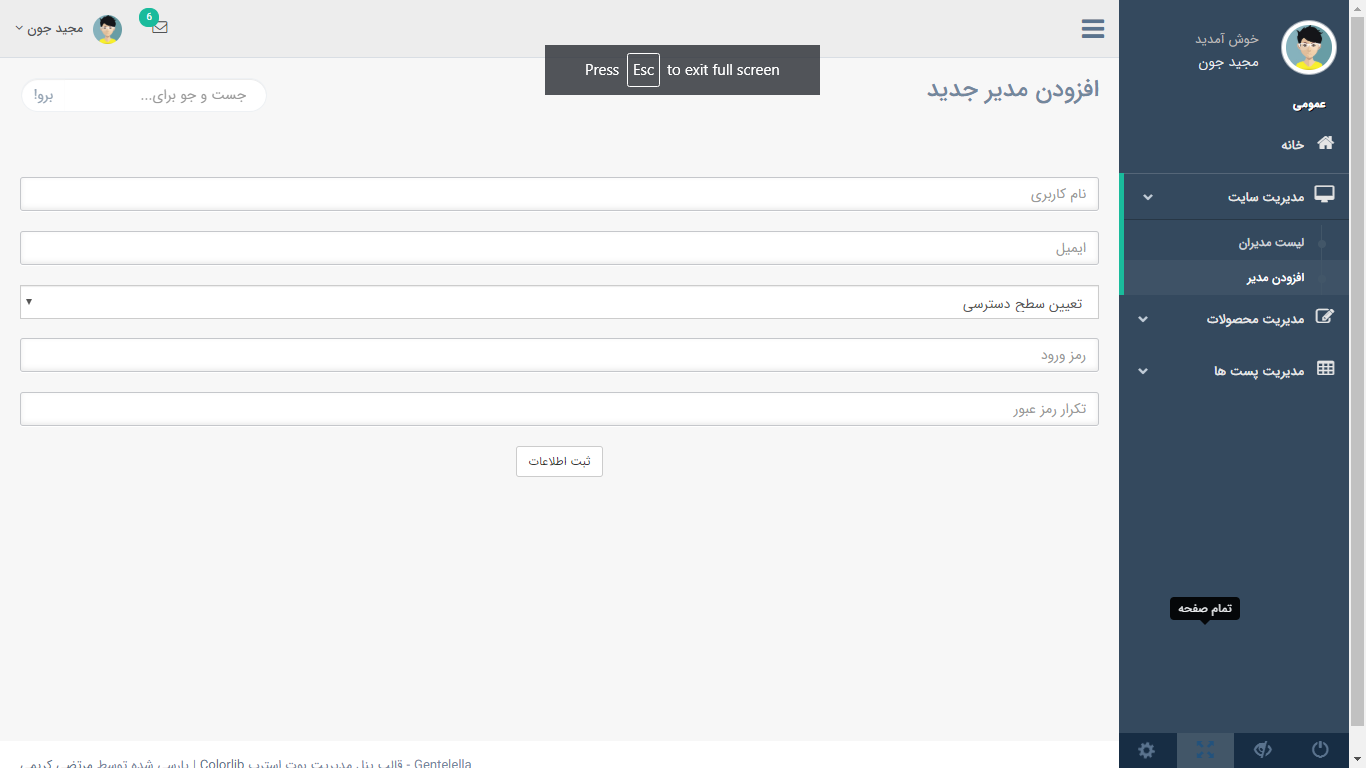 خوش آمدید
مجید جون
عمومی
خانه
مدیریت سایت
لیست مدیران
افزودن مدیر
مدیریت محصولات
مدیریت پست ها
تمام صفحه
6
مجید جون
Press Esc to exit full screen
افزودن مدیر جدید
جست و جو برای...
برو!
نام کاربری
ایمیل
تعیین سطح دسترسی
رمز ورود
تکرار رمز عبور
ثبت اطلاعات
Gentelella - قالب پنل مدیریت بوت استرپ Colorlib | پارسی شده توسط مرتضی کریمی